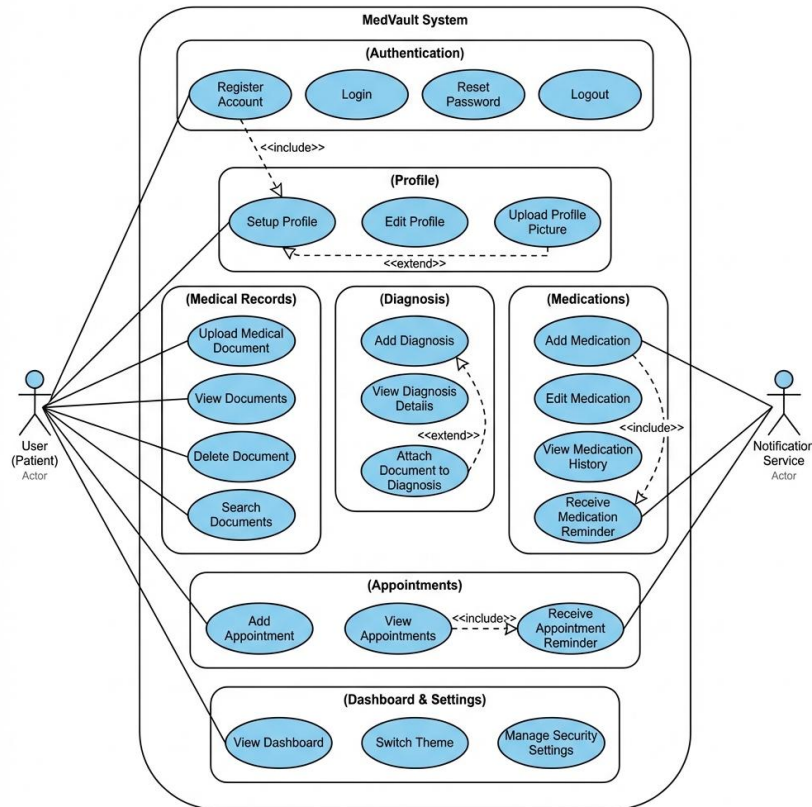 MedVault System
(Authentication)
Register
Account
Login
Reset
Password
Logout
<<include>>
(Profile)
Setup Profile
Edit Profile
Upload Profile
Picture
<<extend>>
(Medical Records)
Upload Medical
Document
View Documents
Delete Document
Search
Documents
(Diagnosis)
Add Diagnosis
View Diagnosis
Detaiis
<<extend>>
Attach
Document to
Diagnosis
(Medications)
Add Medication
Edit Medication
<<include>>
View Medication
History
Receive
Medication
Reminder
User
(Patient)
Actor
Notification
Service
Actor
(Appointments)
Add
Appointment
View
Appointments
<<include>>
Receive
Appointment
Reminder
(Dashboard & Settings)
View Dashboard
Switch Theme
Manage Security
Settings